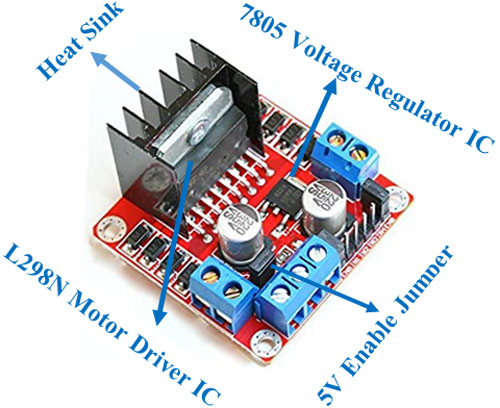 Heat Sink
7805 Voltage Regulator IC
L298N Motor Driver IC
5V Enable Jumper